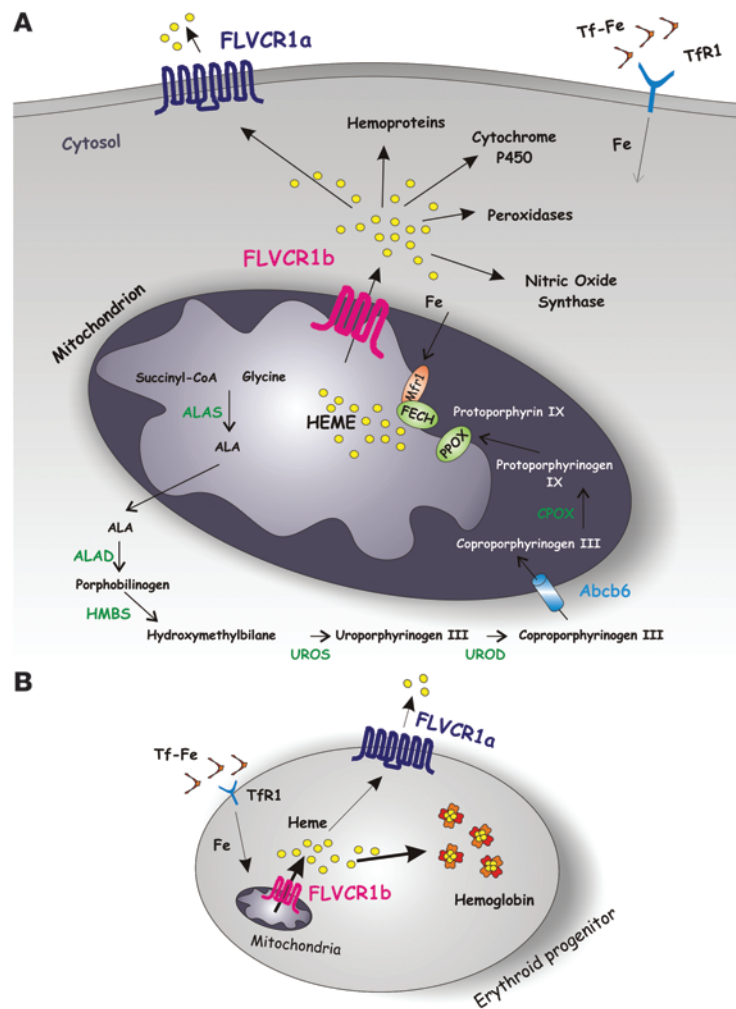 A
FLVCR1a
Tf-Fe
TfR1
Cytosol
Hemoproteins
Cytochrome
P450
Fe
Peroxidases
FLVCR1b
Nitric Oxide
Synthase
Fe
Mitochondrion
Succinyl-CoA
Glycine
Mfr1
ALAS
HEME
FECH
Protoporphyrin IX
PPOX
ALA
Protoporphyrinogen
IX
CPOX
ALA
Coproporphyrinogen III
ALAD
Porphobilinogen
Abcb6
HMBS
Hydroxymethylbilane
Uroporphyrinogen III
Coproporphyrinogen III
UROS
UROD
B
FLVCR1a
Tf-Fe
TfR1
Heme
Fe
FLVCR1b
Hemoglobin
Mitochondria
Erythroid progenitor